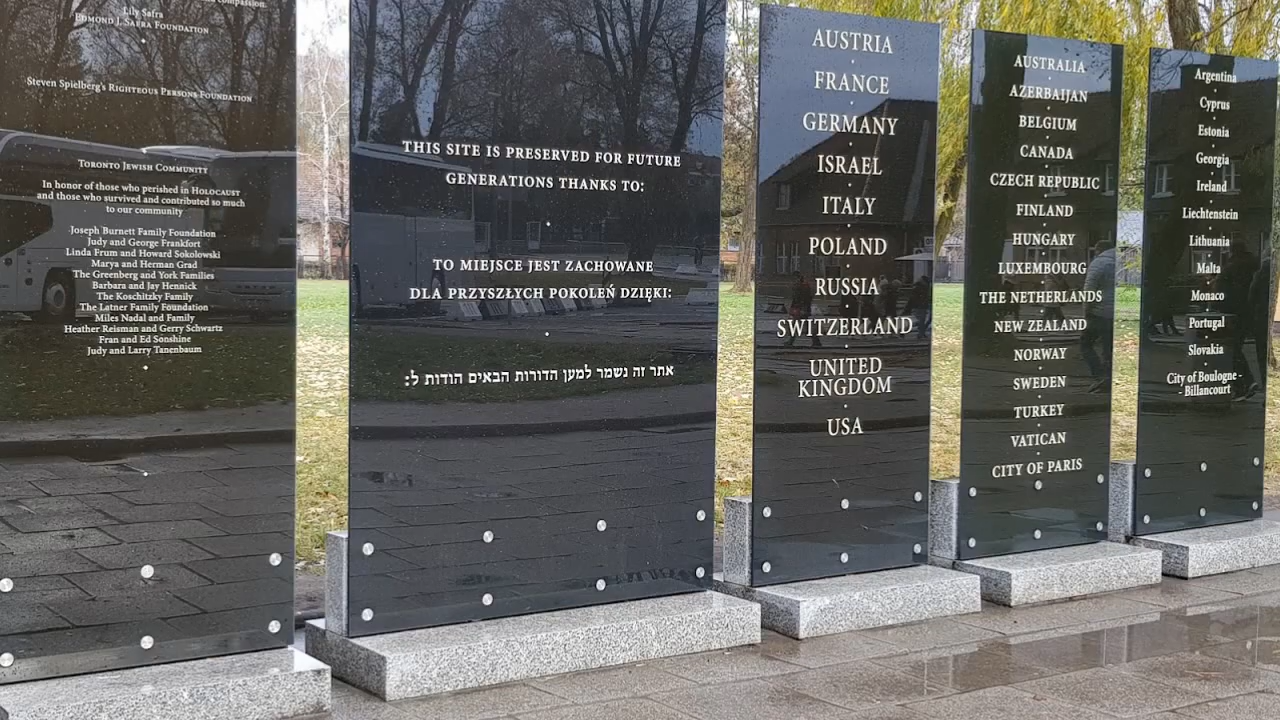 compassion.
Lily Safra
Edmond J. Safra Foundation
Steven Spielberg's Righteous Persons Foundation
Toronto Jewish Community
In honor of those who perished in Holocaust
and those who survived and contributed so much
to our community
Joseph Burnett Family Foundation
Judy and George Frankfort
Linda Frum and Howard Sokolowski
Marya and Herman Grad
The Greenberg and York Families
Barbara and Jay Hennick
The Koschitzky Family
The Latner Family Foundation
Miles Nadal and Family
Heather Reisman and Gerry Schwartz
Fran and Ed Sonshine
Judy and Larry Tanenbaum
THIS SITE IS PRESERVED FOR FUTURE
GENERATIONS THANKS TO:
TO MIEJSCE JEST ZACHOWANE
DLA PRZYSZŁYCH POKOLEŃ DZIĘKI:
אתר זה נשמר למען הדורות הבאים הודות ל:
AUSTRIA
FRANCE
GERMANY
ISRAEL
ITALY
POLAND
RUSSIA
SWITZERLAND
UNITED
KINGDOM
USA
AUSTRALIA
AZERBAIJAN
BELGIUM
CANADA
CZECH REPUBLIC
FINLAND
HUNGARY
LUXEMBOURG
THE NETHERLANDS
NEW ZEALAND
NORWAY
SWEDEN
TURKEY
VATICAN
CITY OF PARIS
Argentina
Cyprus
Estonia
Georgia
Ireland
Liechtenstein
Lithuania
Malta
Monaco
Portugal
Slovakia
City of Boulogne -
- Billancourt